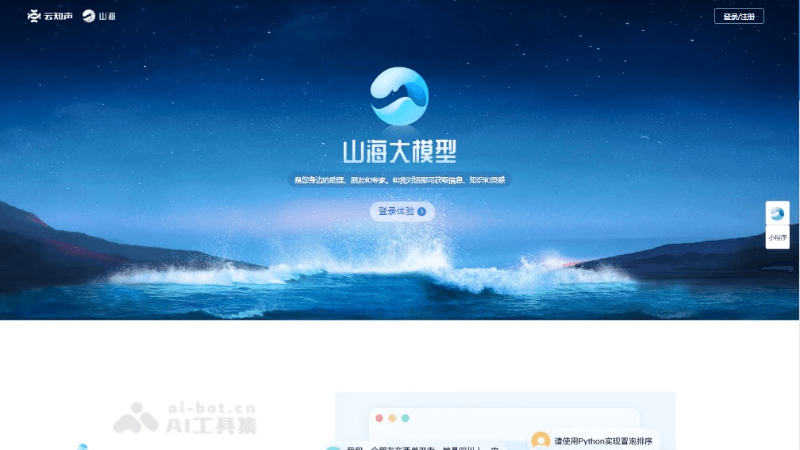 云知声 山海
登录/注册
山海大模型
是您身边的助理、朋友和专家。和我对话即可获取信息、知识和灵感
登录体验
小程序
ai-bot.cn
AI工具集
请使用Python实现冒泡排序